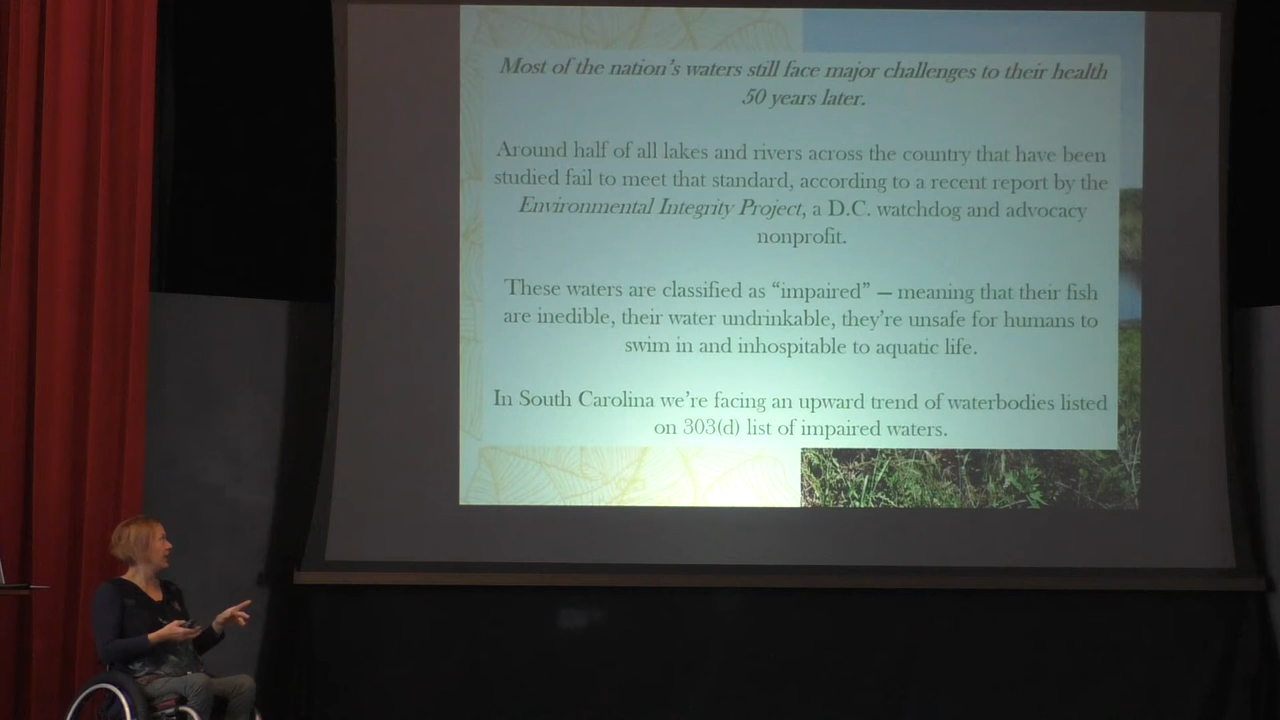 Most of the nation's waters still face major challenges to their health
50 years later.
Around half of all lakes and rivers across the country that have been
studied fail to meet that standard, according to a recent report by the
Environmental Integrity Project, a D.C. watchdog and advocacy
nonprofit.
These waters are classified as “impaired” — meaning that their fish
are inedible, their water undrinkable, they're unsafe for humans to
swim in and inhospitable to aquatic life.
In South Carolina we're facing an upward trend of waterbodies listed
on 303(d) list of impaired waters.